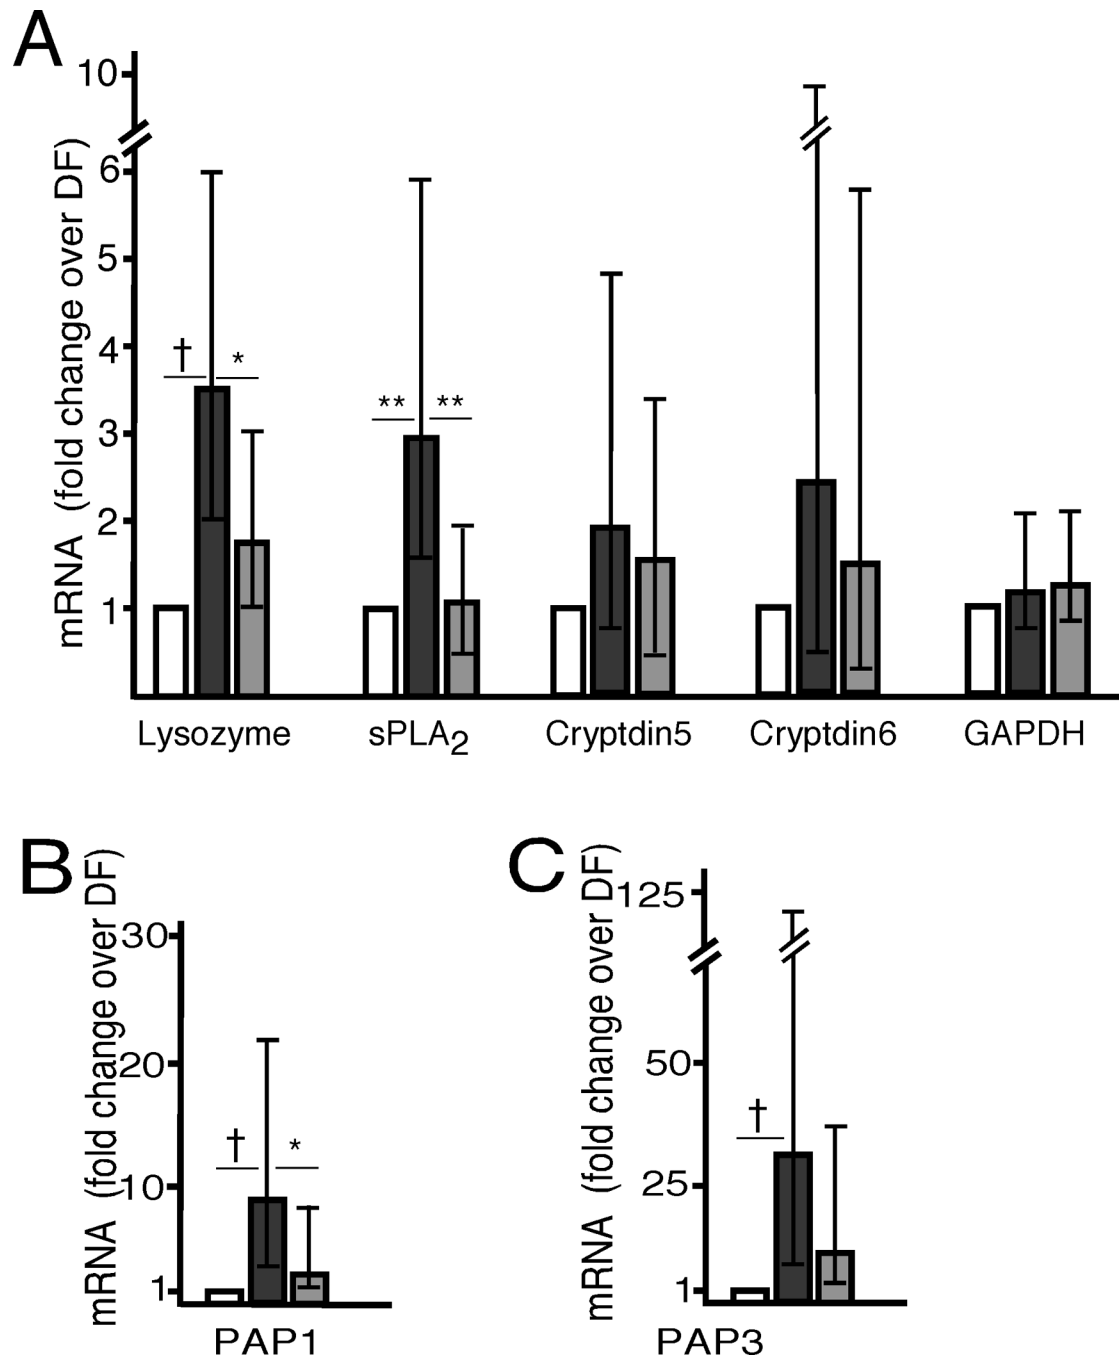 A
mRNA (fold change over DF)
10
6
5
4
3
2
1
† *
** **
Lysozyme sPLA2 Cryptdin5 Cryptdin6 GAPDH
B
mRNA (fold change over DF)
30
20
10
1
† *
PAP1
C
mRNA (fold change over DF)
125
50
25
1
†
PAP3